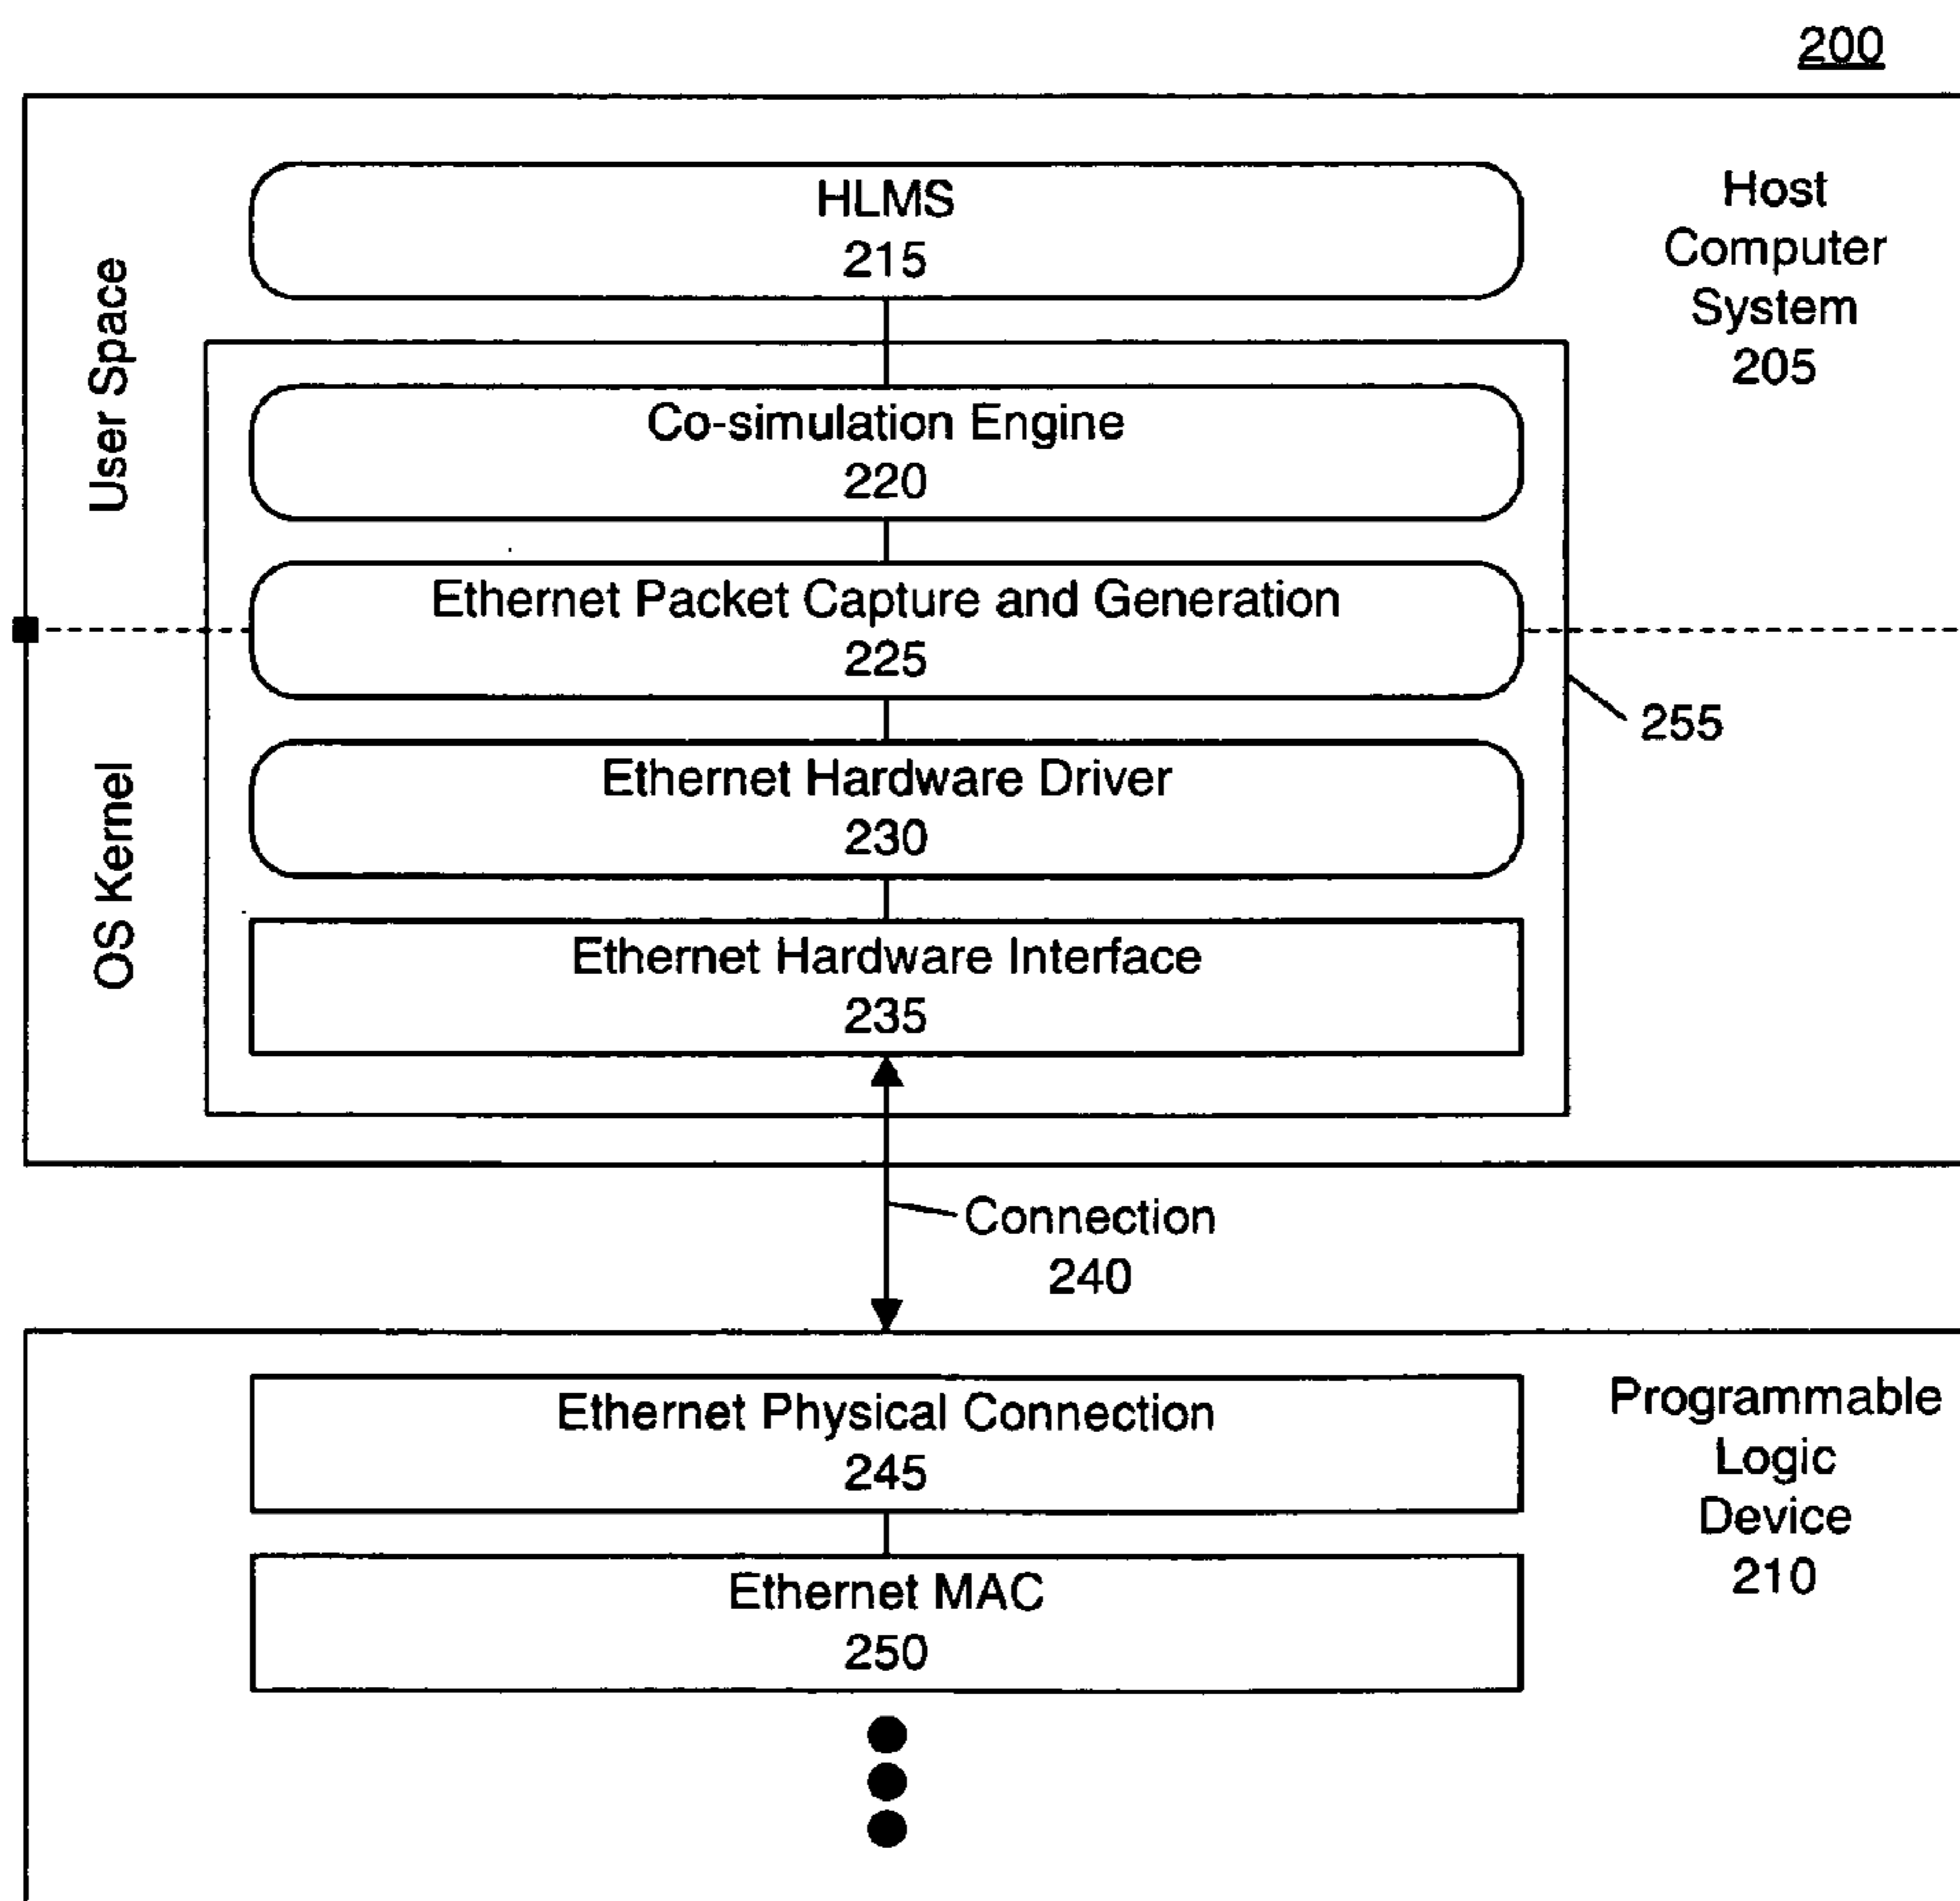 200
HLMS
215
Host
Computer
System
205
User Space
Co-simulation Engine
220
Ethernet Packet Capture and Generation
225
255
OS Kernel
Ethernet Hardware Driver
230
Ethernet Hardware Interface
235
Connection
240
Ethernet Physical Connection
245
Programmable
Logic
Device
210
Ethernet MAC
250